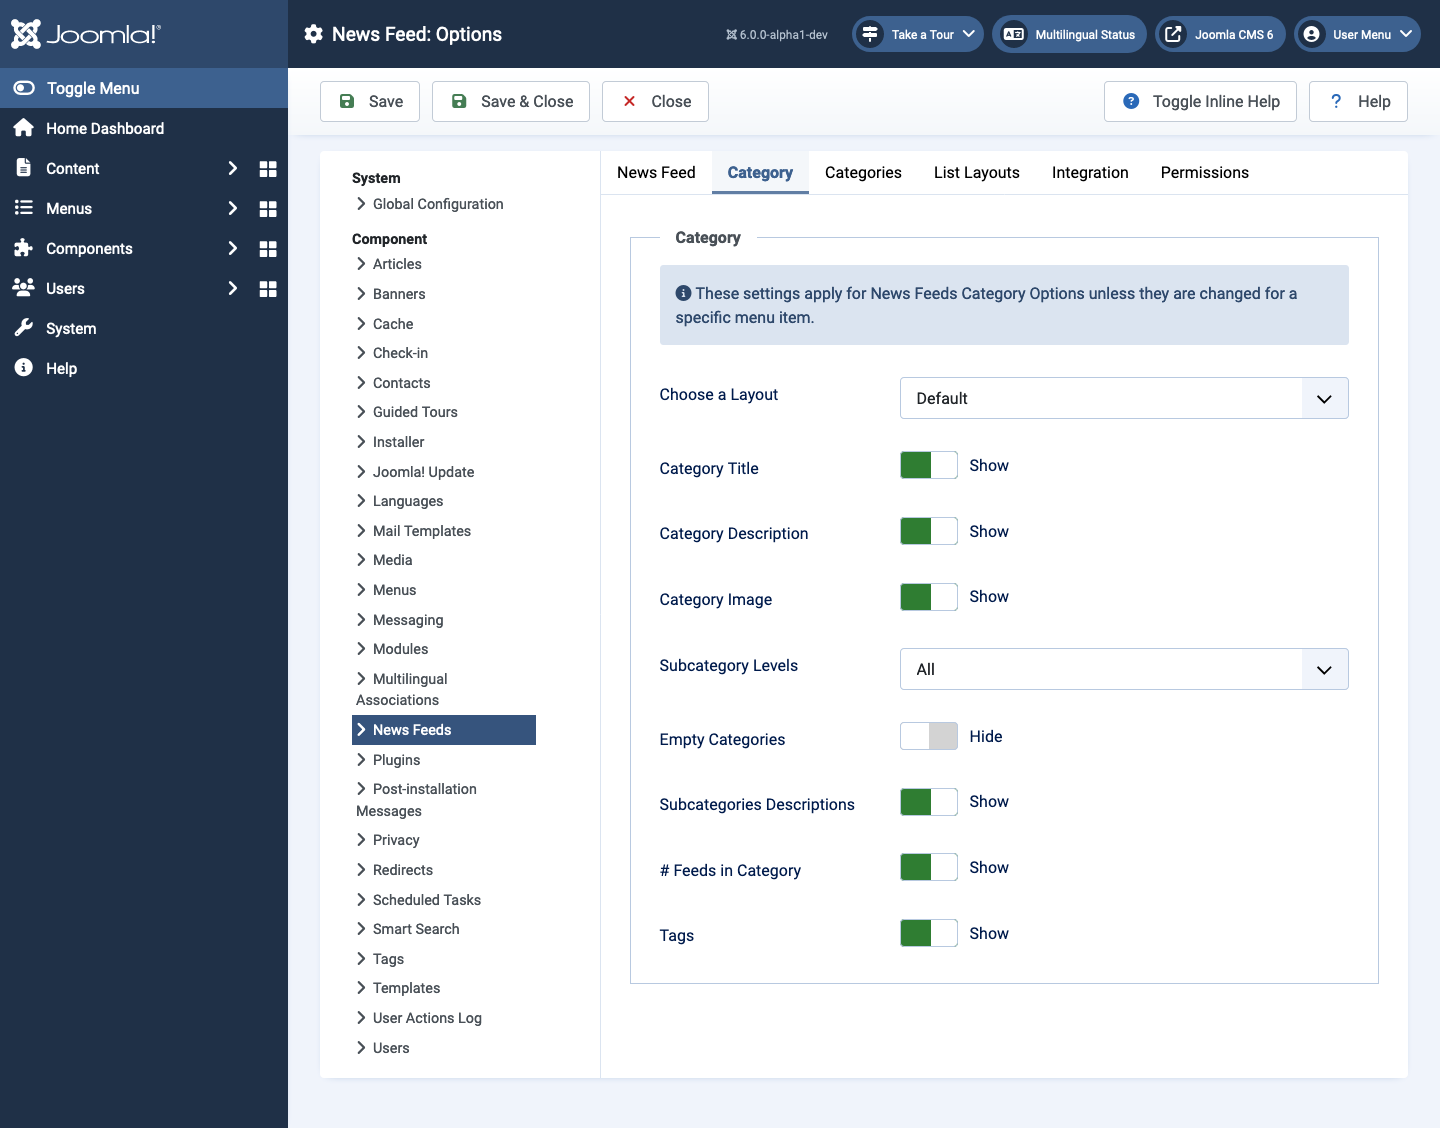 Joomla!®
News Feed: Options
6.0.0-alpha1-dev
Take a Tour
Multilingual Status
Joomla CMS 6
User Menu
Toggle Menu
Home Dashboard
Content
Menus
Components
Users
System
Help
Save
Save & Close
Close
Toggle Inline Help
Help
System
Global Configuration
Component
Articles
Banners
Cache
Check-in
Contacts
Guided Tours
Installer
Joomla! Update
Languages
Mail Templates
Media
Menus
Messaging
Modules
Multilingual
Associations
News Feeds
Plugins
Post-installation
Messages
Privacy
Redirects
Scheduled Tasks
Smart Search
Tags
Templates
User Actions Log
Users
News Feed
Category
Categories
List Layouts
Integration
Permissions
Category
These settings apply for News Feeds Category Options unless they are changed for a
specific menu item.
Choose a Layout
Default
Category Title
Show
Category Description
Show
Category Image
Show
Subcategory Levels
All
Empty Categories
Hide
Subcategories Descriptions
Show
# Feeds in Category
Show
Tags
Show